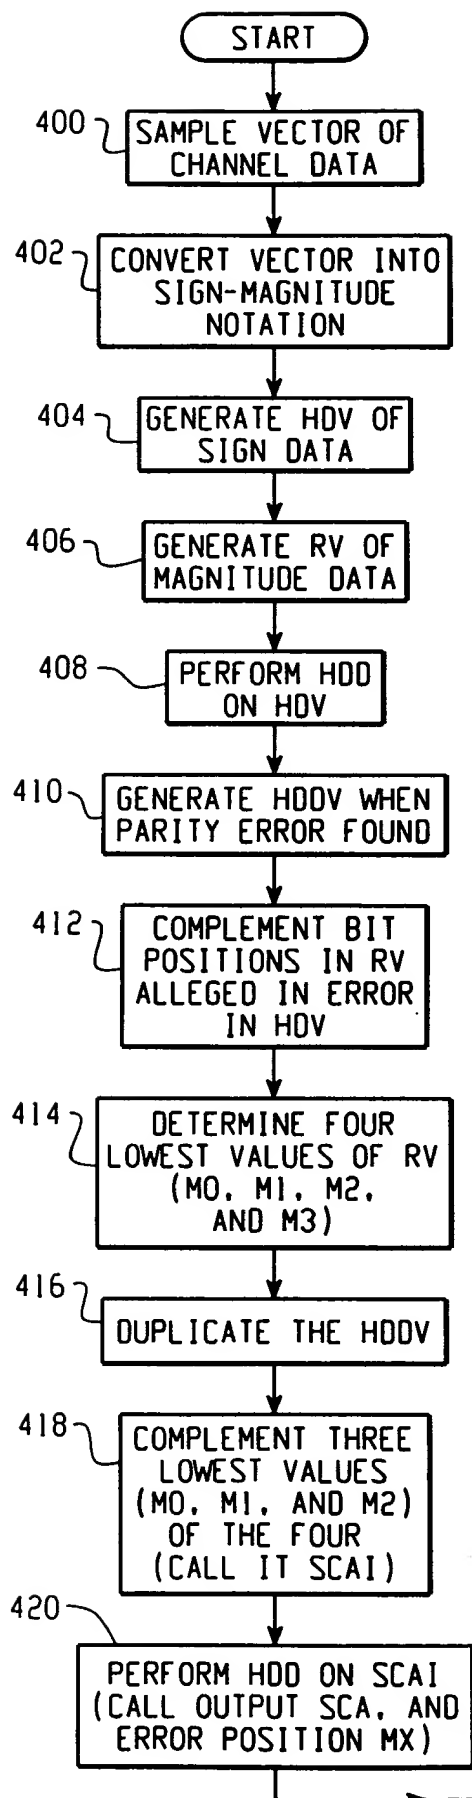 START
400
SAMPLE VECTOR OF
CHANNEL DATA
402
CONVERT VECTOR INTO
SIGN-MAGNITUDE
NOTATION
404
GENERATE HDV OF
SIGN DATA
406
GENERATE RV OF
MAGNITUDE DATA
408
PERFORM HDD
ON HDV
410
GENERATE HDDV WHEN
PARITY ERROR FOUND
412
COMPLEMENT BIT
POSITIONS IN RV
ALLEGED IN ERROR
IN HDV
414
DETERMINE FOUR
LOWEST VALUES OF RV
(M0, M1, M2,
AND M3)
416
DUPLICATE THE HDDV
418
COMPLEMENT THREE
LOWEST VALUES
(M0, M1, AND M2)
OF THE FOUR
(CALL IT SCAI)
420
PERFORM HDD ON SCAI
(CALL OUTPUT SCA, AND
ERROR POSITION MX)